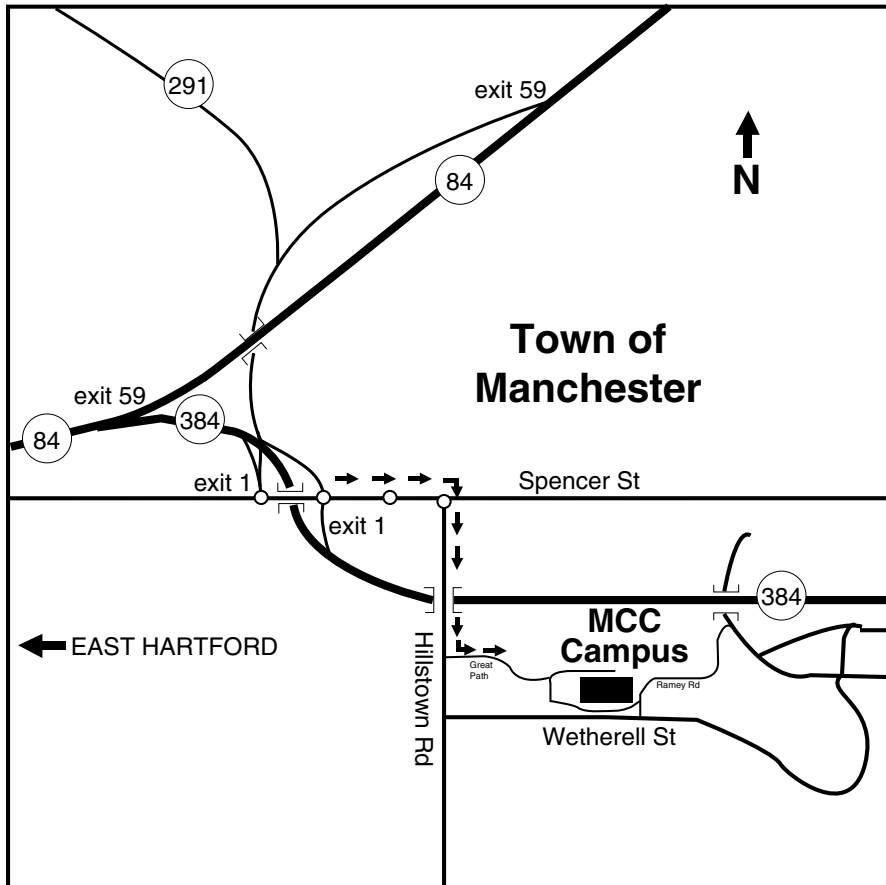 291
exit 59
84
N
Town of
Manchester
exit 59
384
84
exit 1
Spencer St
exit 1
384
MCC
Campus
EAST HARTFORD
Hillstown Rd
Great
Path
Ramey Rd
Wetherell St